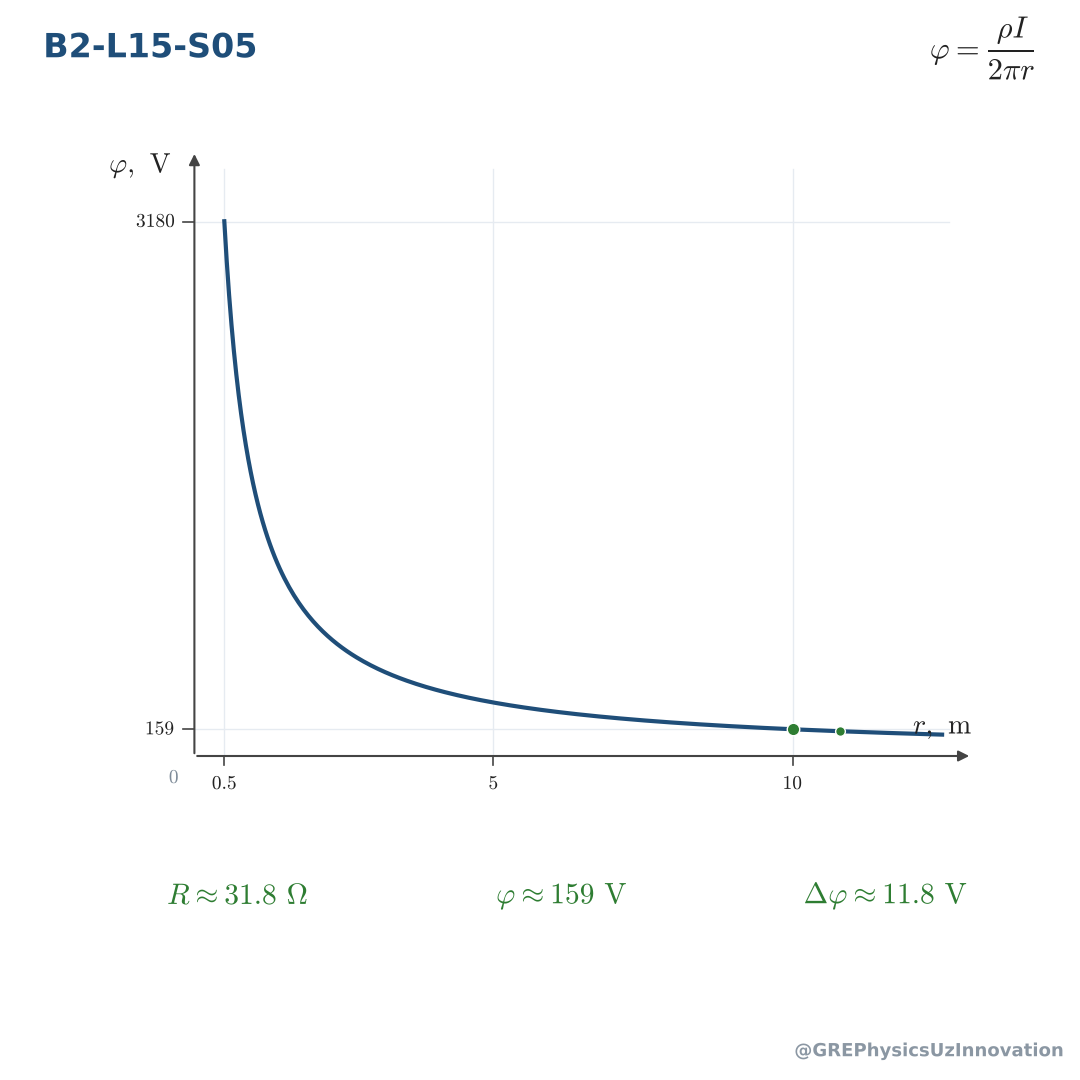 B2-L15-S05
φ = ρI / 2πr
φ, V
3180
159
r, m
0
0.5
5
10
R ≈ 31.8 Ω
φ ≈ 159 V
Δφ ≈ 11.8 V
@GREPhysicsUzInnovation